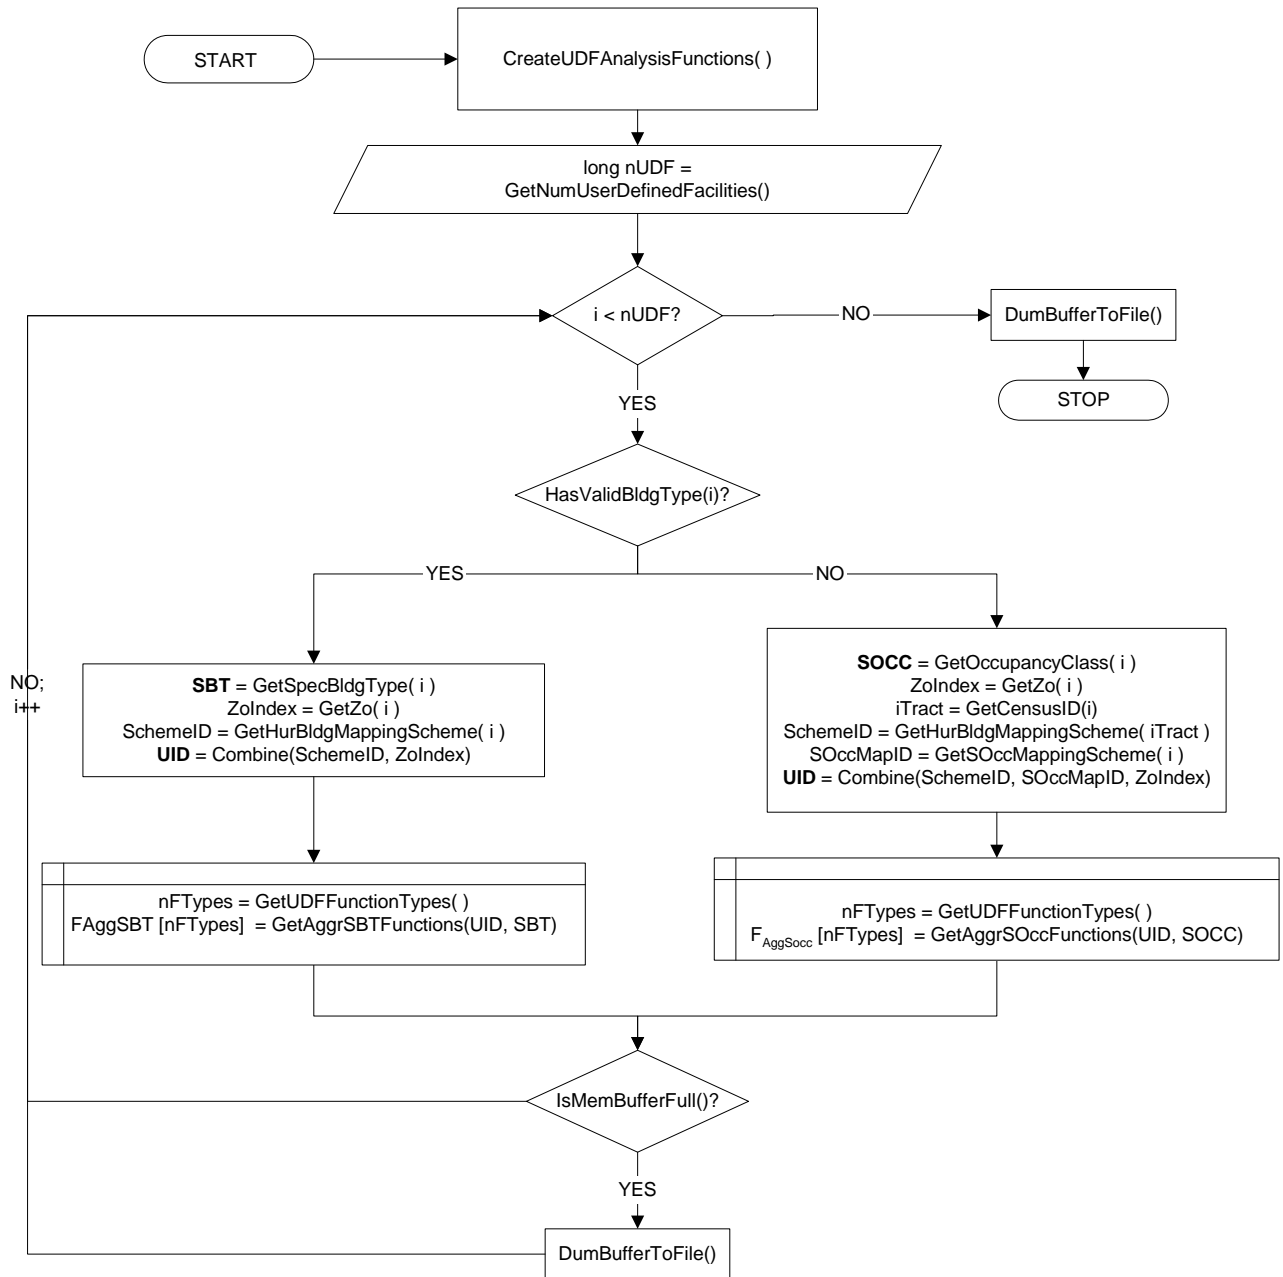 START
CreateUDFAnalysisFunctions( )
long nUDF =
GetNumUserDefinedFacilities()
i < nUDF?
NO
DumBufferToFile()
STOP
YES
HasValidBldgType(i)?
YES
NO
SBT = GetSpecBldgType( i )
ZoIndex = GetZo( i )
SchemeID = GetHurBldgMappingScheme( i )
UID = Combine(SchemeID, ZoIndex)
SOCC = GetOccupancyClass( i )
ZoIndex = GetZo( i )
iTract = GetCensusID(i)
SchemeID = GetHurBldgMappingScheme( iTract )
SOccMapID = GetSOccMappingScheme( i )
UID = Combine(SchemeID, SOccMapID, ZoIndex)
NO;
i++
nFTypes = GetUDFFunctionTypes( )
FAggSBT [nFTypes]  = GetAggrSBTFunctions(UID, SBT)
nFTypes = GetUDFFunctionTypes( )
FAggSocc [nFTypes]  = GetAggrSOccFunctions(UID, SOCC)
IsMemBufferFull()?
YES
DumBufferToFile()